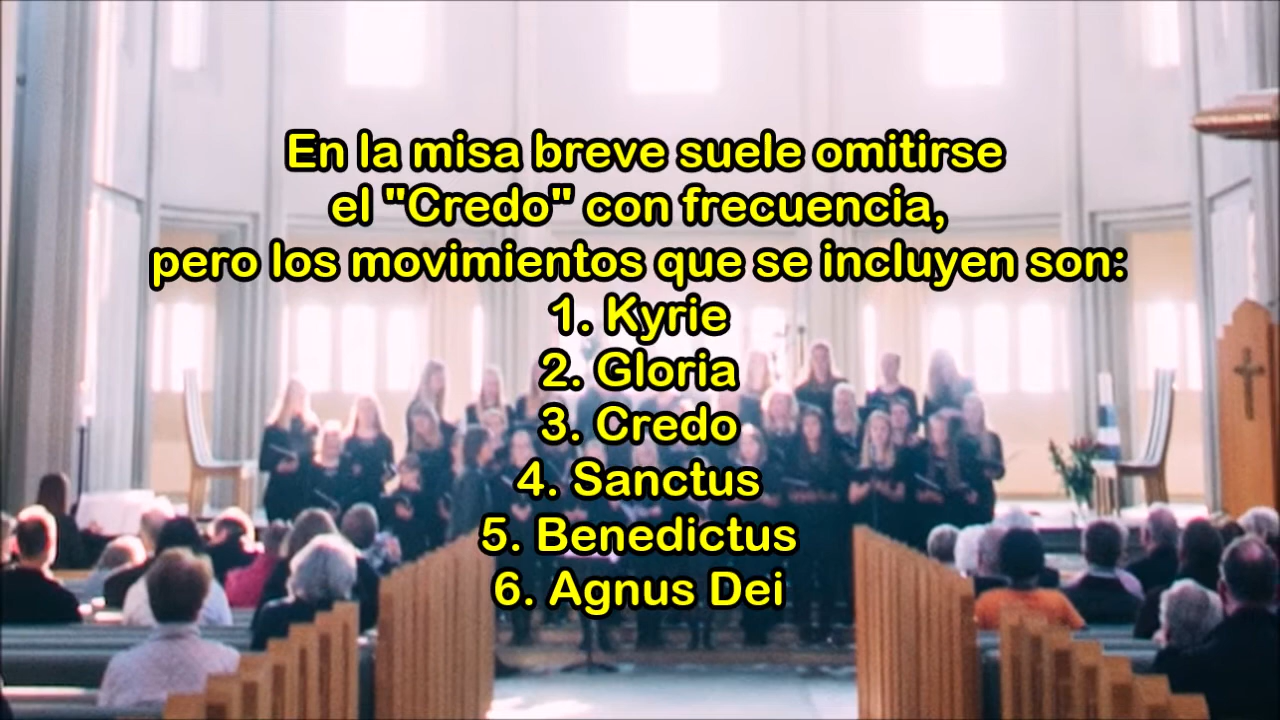 En la misa breve suele omitirse
el "Credo" con frecuencia,
pero los movimientos que se incluyen son:
1. Kyrie
2. Gloria
3. Credo
4. Sanctus
5. Benedictus
6. Agnus Dei